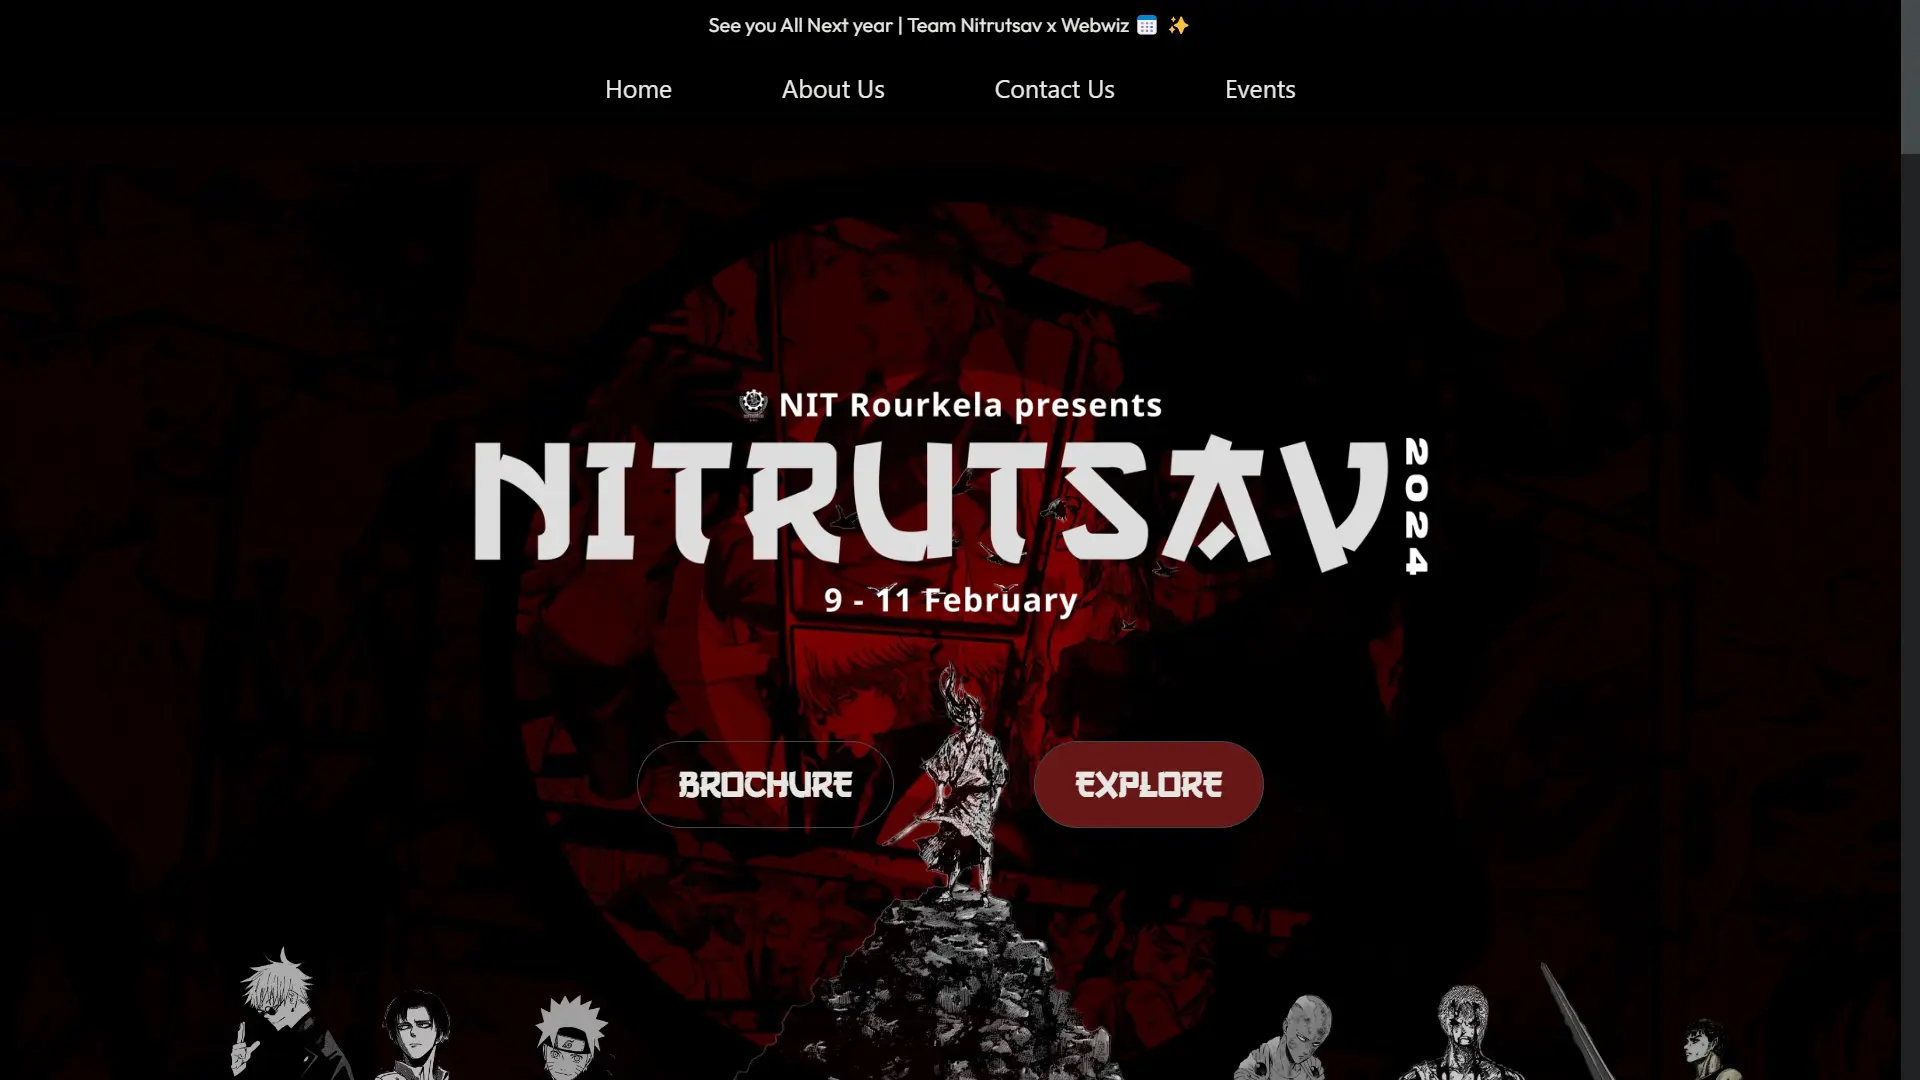 See you All Next year | Team Nitrutsav x Webwiz 🗓️ ✨
Home About Us Contact Us Events
NIT Rourkela presents
NITRUTSAV 2024
9 - 11 February
BROCHURE EXPLORE